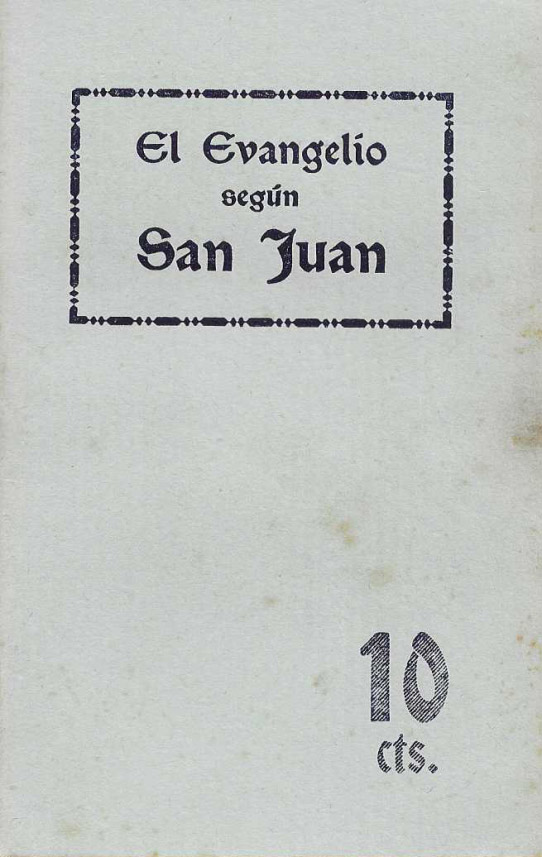 El Evangelio
según
San Juan
10
cts.